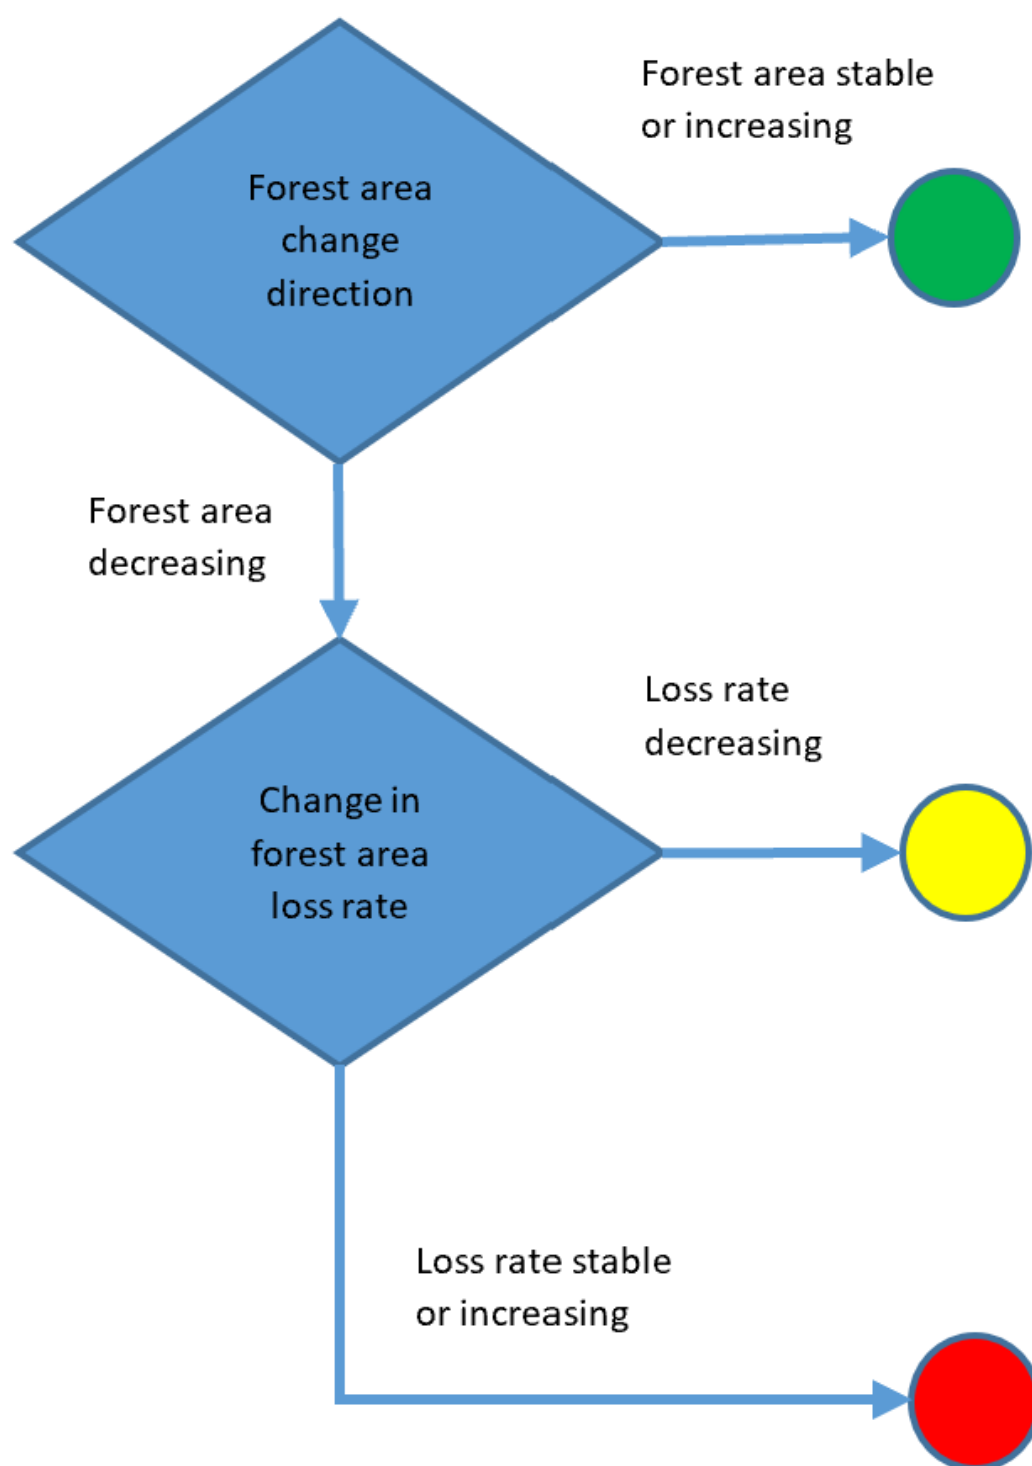 Forest area stable
or increasing
Forest area
change
direction
Forest area
decreasing
Loss rate
decreasing
Change in
forest area
loss rate
Loss rate stable
or increasing